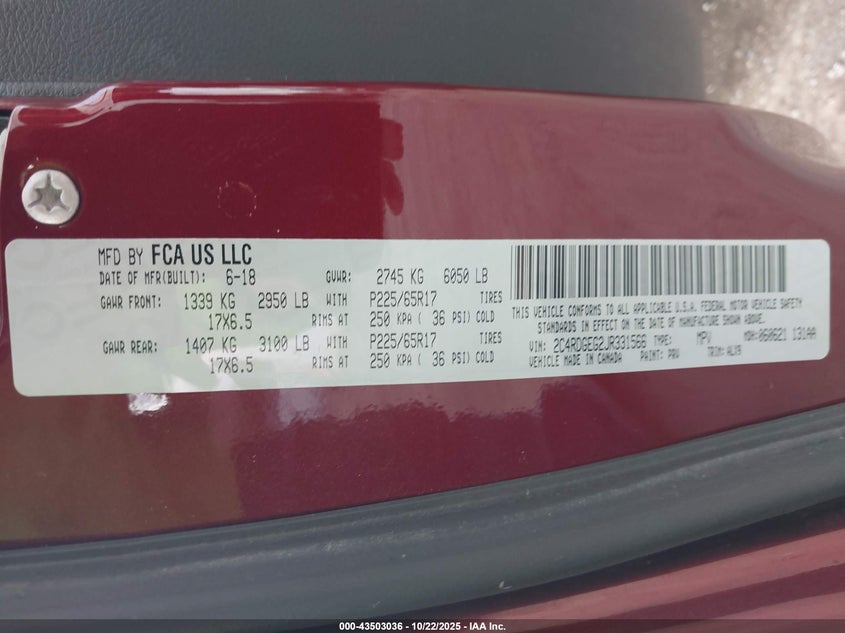 MFD BY FCA US LLC
DATE OF MFR(BUILT): 6-18 GVWR: 2745 KG 6050 LB
GAWR FRONT: 1339 KG 2950 LB WITH P225/65R17 TIRES
17X6.5 RIMS AT 250 KPA ( 36 PSI) COLD
GAWR REAR: 1407 KG 3100 LB WITH P225/65R17 TIRES
17X6.5 RIMS AT 250 KPA ( 36 PSI) COLD
THIS VEHICLE CONFORMS TO ALL APPLICABLE U.S.A. FEDERAL MOTOR VEHICLE SAFETY
STANDARDS IN EFFECT ON THE DATE OF MANUFACTURE SHOWN ABOVE.
VIN: 2C4RDGEG2JR331566 TYPE: MPV MDH: 060621 131AA
VEHICLE MADE IN CANADA PAINT: PRV TRIM: ALX9
000-43503036 - 10/22/2025 - IAA Inc.